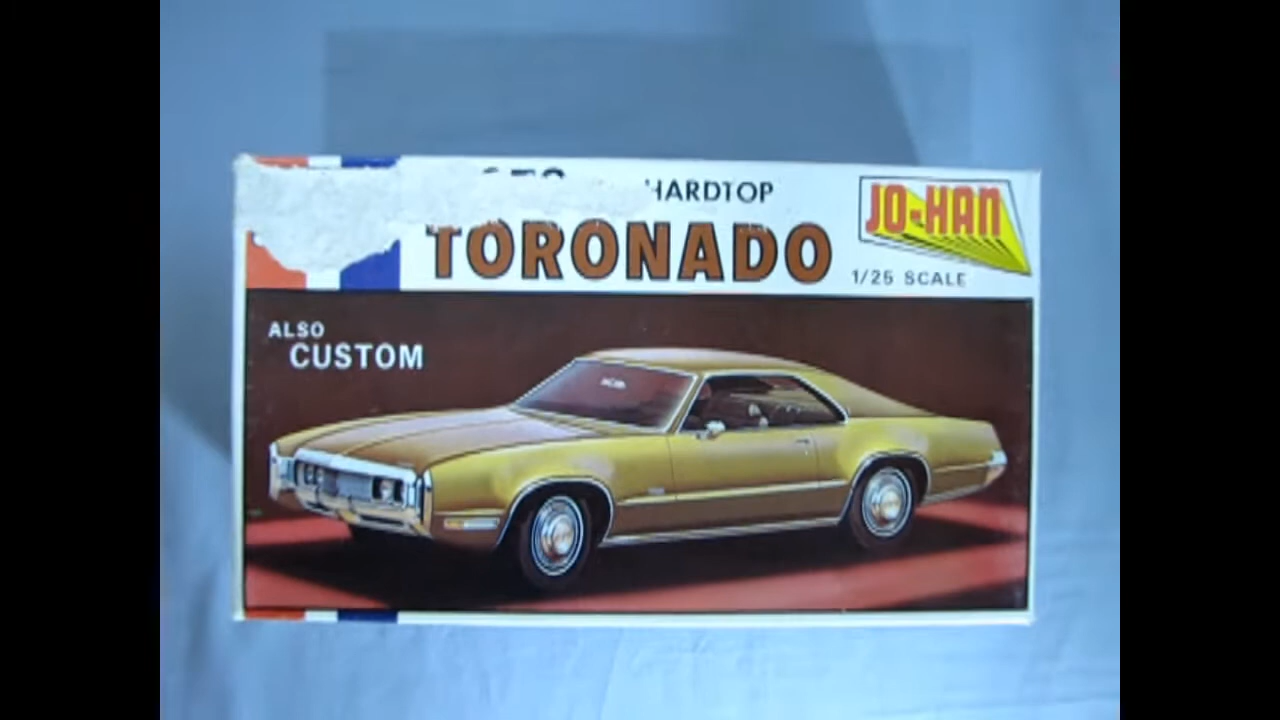 HARDTOP
JO-HAN
TORONADO
1/25 SCALE
ALSO
CUSTOM